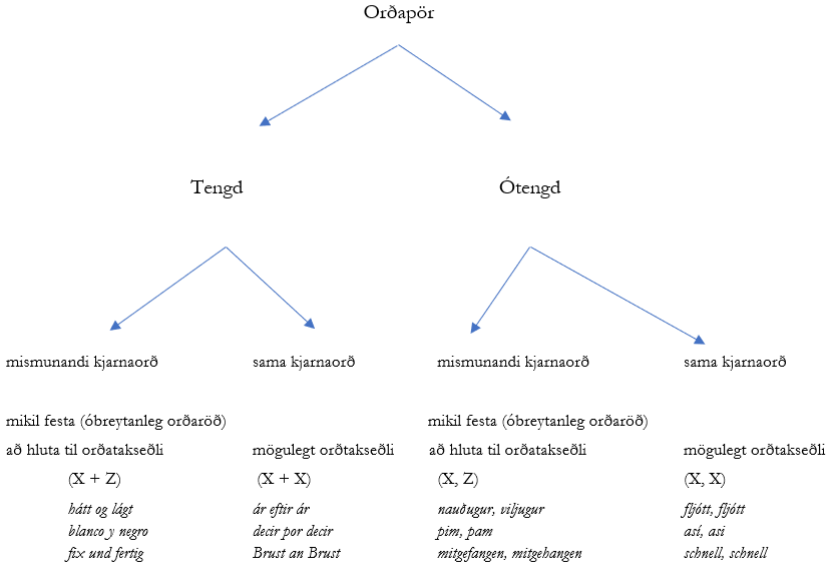 Orðapör
Tengd Ótengd
mismunandi kjarnaorð sama kjarnaorð mismunandi kjarnaorð sama kjarnaorð
mikil festa (óbreytanleg orðaröð) mikil festa (óbreytanleg orðaröð)
að hluta til orðatakseðli mögulegt orðtakseðli að hluta til orðatakseðli mögulegt orðtakseðli
(X + Z) (X + X) (X, Z) (X, X)
hátt og lágt ár eftir ár nauðugur, viljugur fljótt, fljótt
blanco y negro decir por decir pim, pam así, asi
fix und fertig Brust an Brust mitgefangen, mitgehangen schnell, schnell